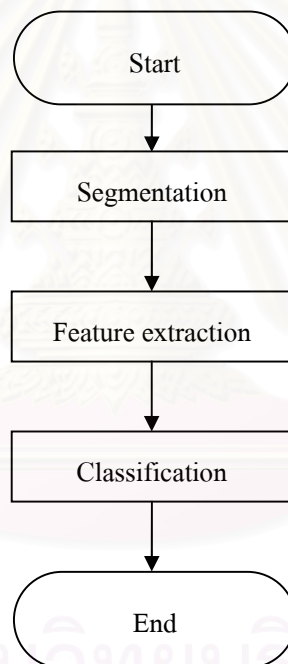 Start
Segmentation
Feature extraction
Classification
End